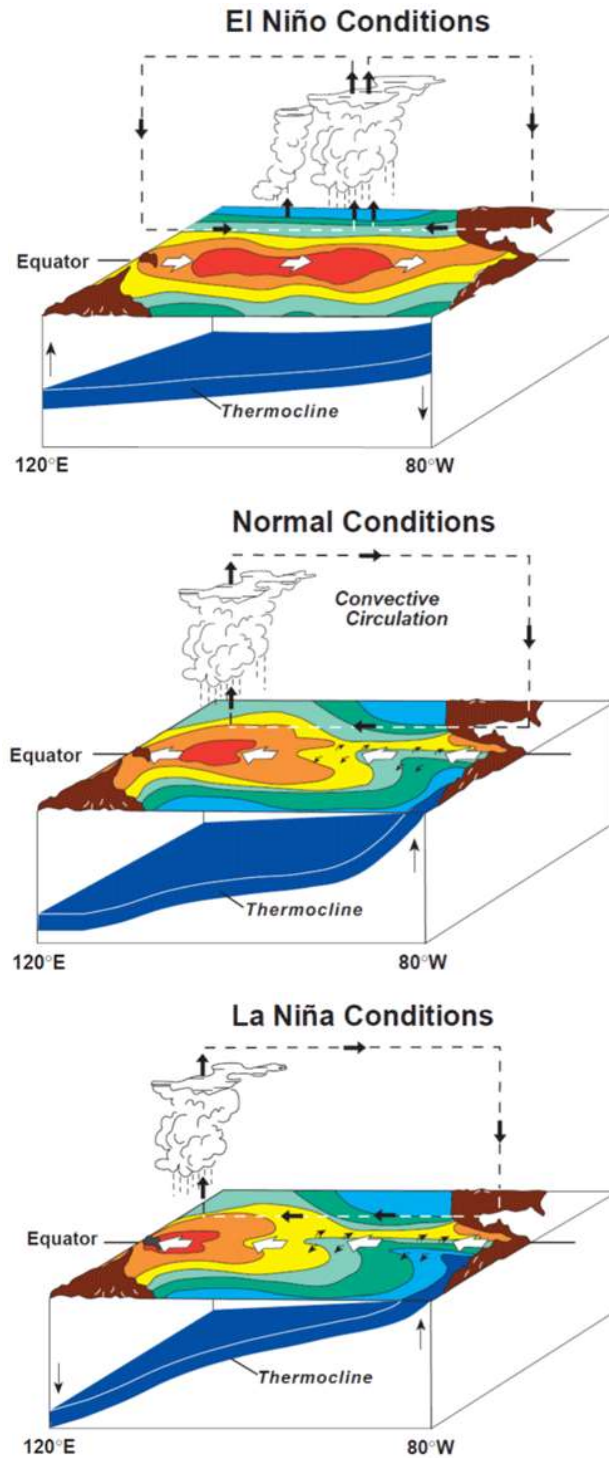 El Niño Conditions
Equator
Thermocline
120°E
80°W
Normal Conditions
Convective
Circulation
Equator
Thermocline
120°E
80°W
La Niña Conditions
Equator
Thermocline
120°E
80°W